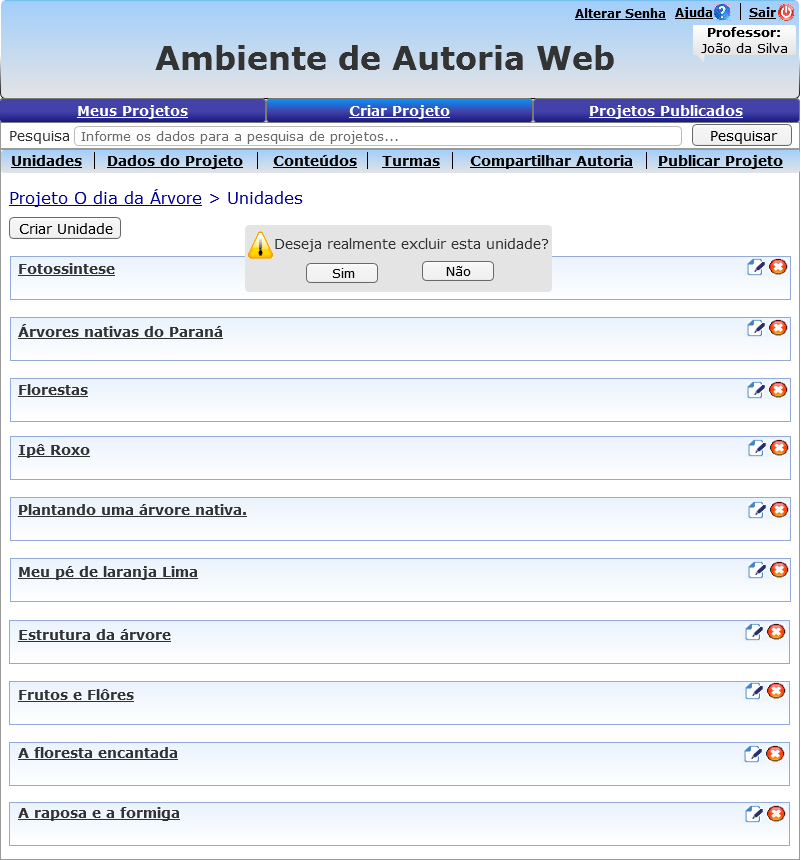 Alterar Senha Ajuda Sair
Professor:
João da Silva
Ambiente de Autoria Web
Meus Projetos Criar Projeto Projetos Publicados
Pesquisa Informe os dados para a pesquisa de projetos... Pesquisar
Unidades Dados do Projeto Conteúdos Turmas Compartilhar Autoria Publicar Projeto
Projeto O dia da Árvore > Unidades
Criar Unidade
Deseja realmente excluir esta unidade?
Sim Não
Fotossintese
Árvores nativas do Paraná
Florestas
Ipê Roxo
Plantando uma árvore nativa.
Meu pé de laranja Lima
Estrutura da árvore
Frutos e Flôres
A floresta encantada
A raposa e a formiga